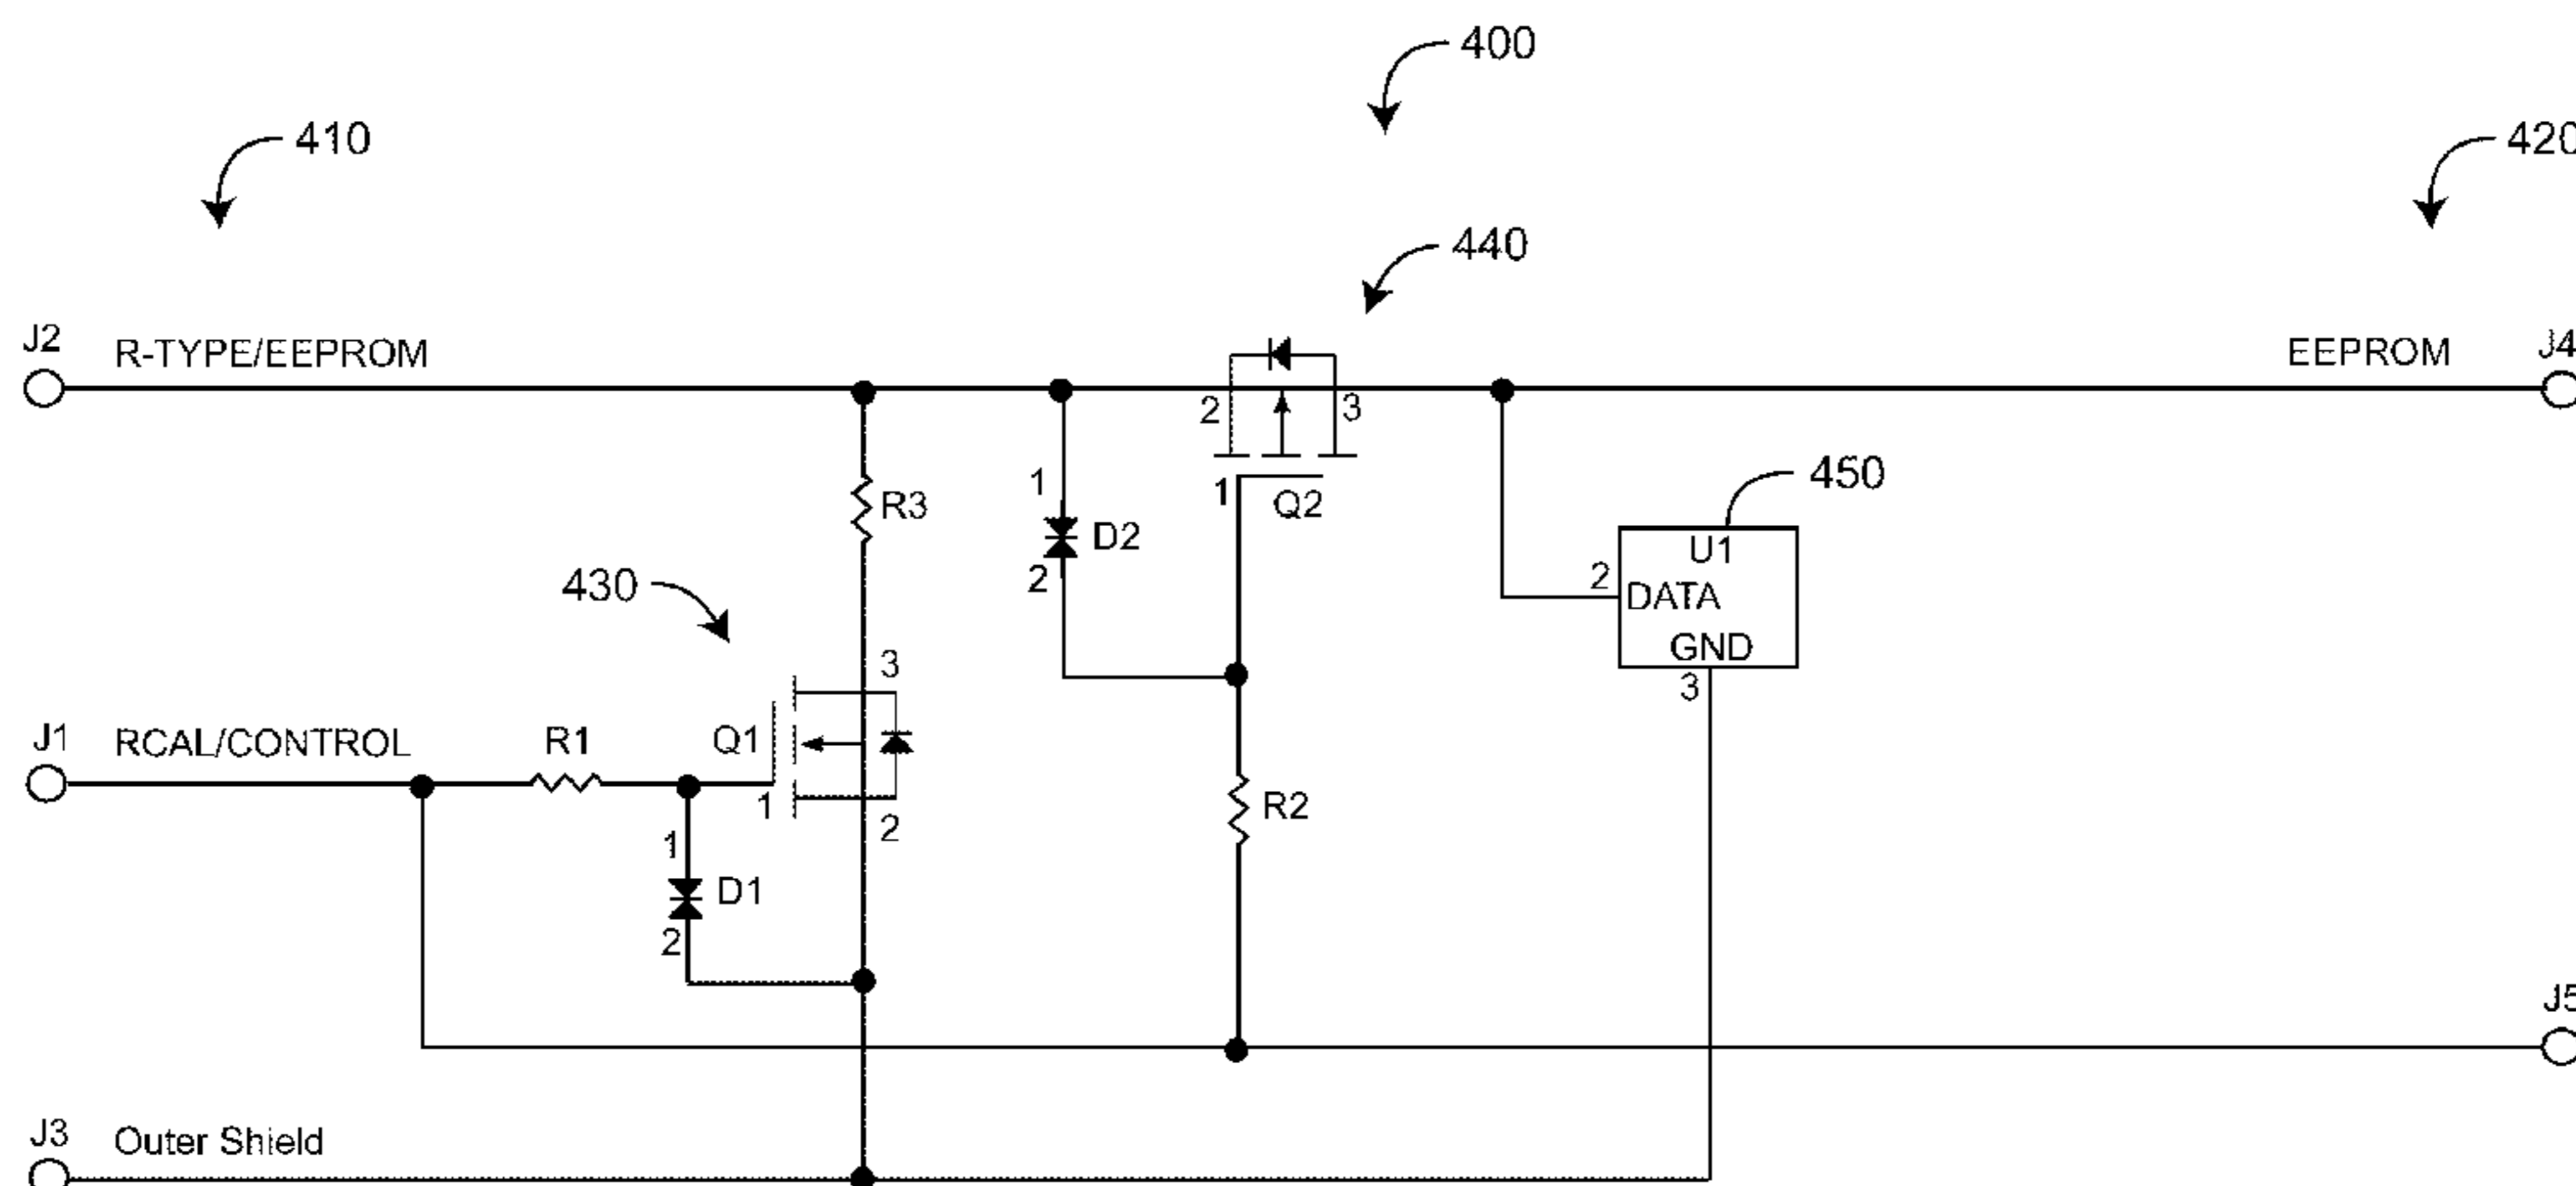 400
410
420
440
J2
R-TYPE/EEPROM
EEPROM
J4
2
3
1
Q2
450
1
R3
D2
2
U1
2
DATA
GND
3
430
3
J1
RCAL/CONTROL
R1
Q1
1
2
R2
1
D1
2
J5
J3
Outer Shield